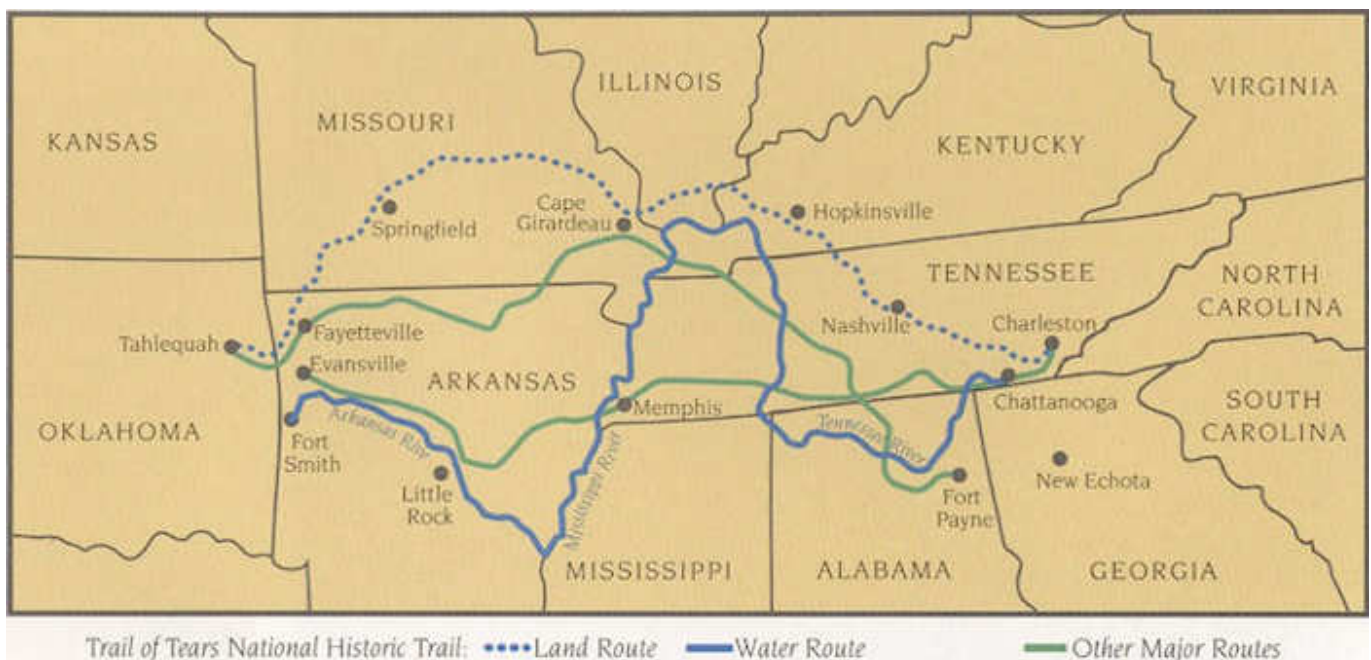 ILLINOIS
VIRGINIA
MISSOURI
KANSAS
KENTUCKY
Cape
Girardeau
Hopkinsville
Springfield
TENNESSEE
NORTH
CAROLINA
Nashville
Charleston
Fayetteville
Tahlequah
Evansville
ARKANSAS
Memphis
Chattanooga
SOUTH
CAROLINA
OKLAHOMA
Arkansas River
Tennessee River
Fort
Smith
Mississippi River
New Echota
Little
Rock
Fort
Payne
MISSISSIPPI
ALABAMA
GEORGIA
Trail of Tears National Historic Trail: Land Route Water Route Other Major Routes